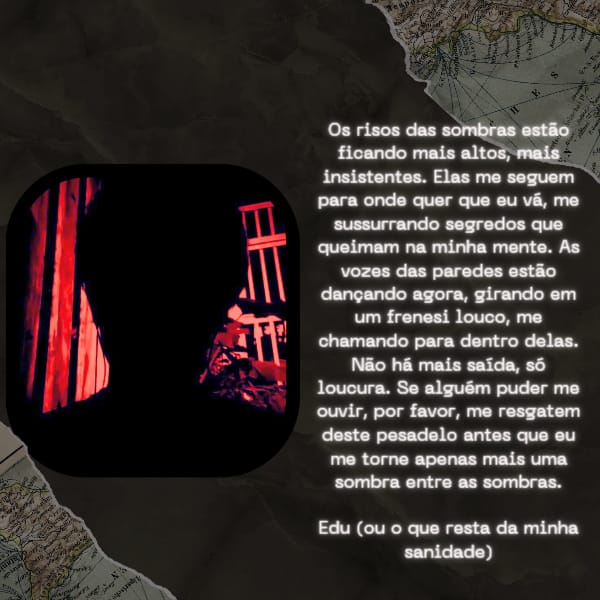 Os risos das sombras estão
ficando mais altos, mais
insistentes. Elas me seguem
para onde quer que eu vá, me
sussurrando segredos que
queimam na minha mente. As
vozes das paredes estão
dançando agora, girando em
um frenesi louco, me
chamando para dentro delas.
Não há mais saída, só
loucura. Se alguém puder me
ouvir, por favor, me resgatem
deste pesadelo antes que eu
me torne apenas mais uma
sombra entre as sombras.
Edu (ou o que resta da minha
sanidade)